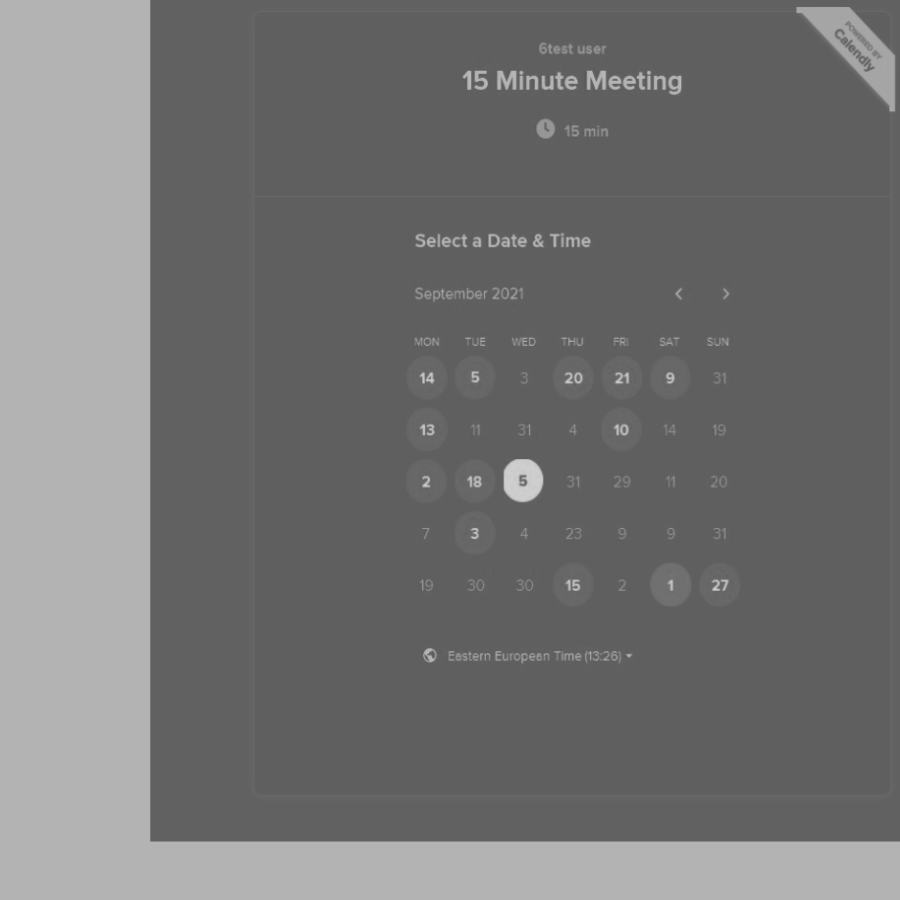 POWERED BY
Calendly
6test user
15 Minute Meeting
15 min
Select a Date & Time
September 2021
MON TUE WED THU FRI SAT SUN
14 5 3 20 21 9 31
13 11 31 4 10 14 19
2 18 5 31 29 11 20
7 3 4 23 9 9 31
19 30 30 15 2 1 27
Eastern European Time (13:26)